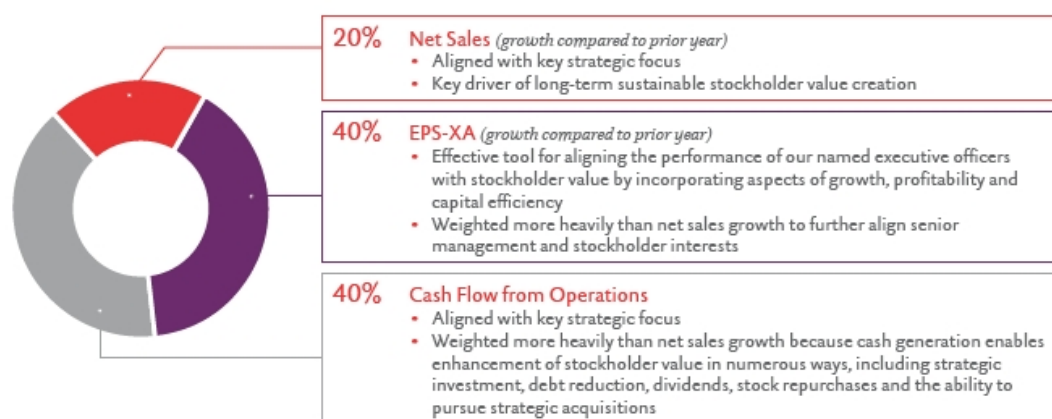 20% Net Sales (growth compared to prior year)
• Aligned with key strategic focus
• Key driver of long-term sustainable stockholder value creation
40% EPS-XA (growth compared to prior year)
• Effective tool for aligning the performance of our named executive officers
with stockholder value by incorporating aspects of growth, profitability and
capital efficiency
• Weighted more heavily than net sales growth to further align senior
management and stockholder interests
40% Cash Flow from Operations
• Aligned with key strategic focus
• Weighted more heavily than net sales growth because cash generation enables
enhancement of stockholder value in numerous ways, including strategic
investment, debt reduction, dividends, stock repurchases and the ability to
pursue strategic acquisitions